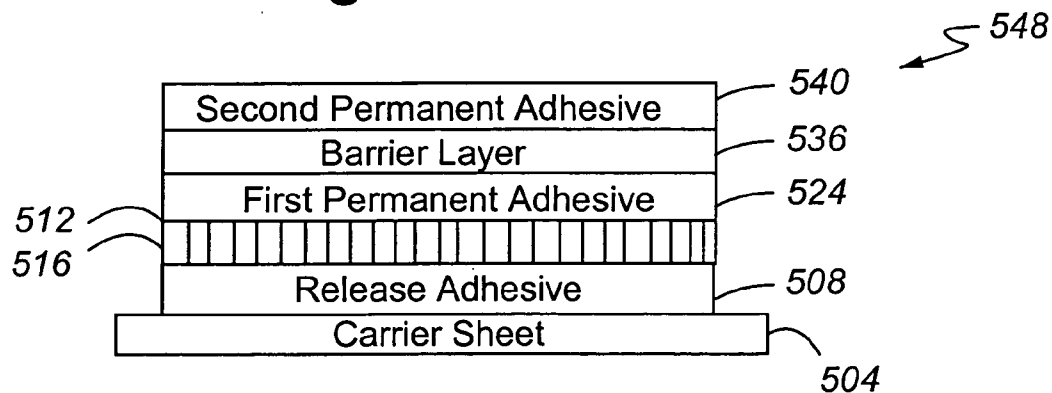 548
540
Second Permanent Adhesive
536
Barrier Layer
524
First Permanent Adhesive
512
516
508
Release Adhesive
Carrier Sheet
504